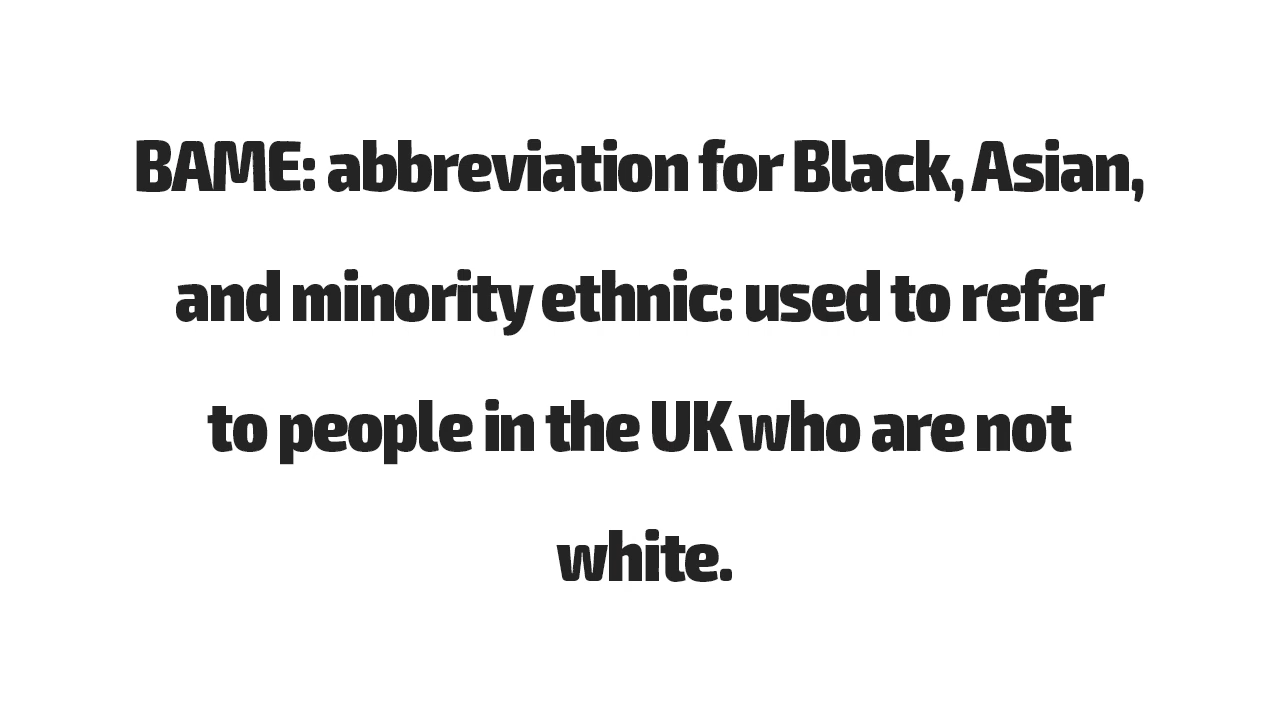 BAME: abbreviation for Black, Asian,
and minority ethnic: used to refer
to people in the UK who are not
white.